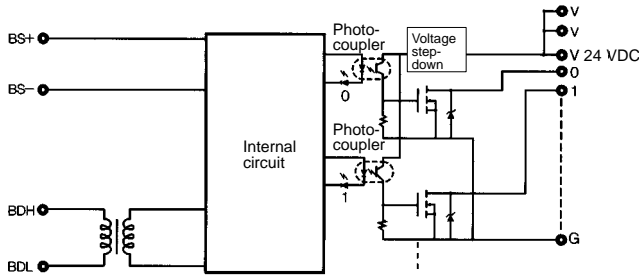 BS+
BS−
BDH
BDL
Internal
circuit
Photo-
coupler
0
Photo-
coupler
1
Voltage
step-
down
V
V
V 24 VDC
0
1
G